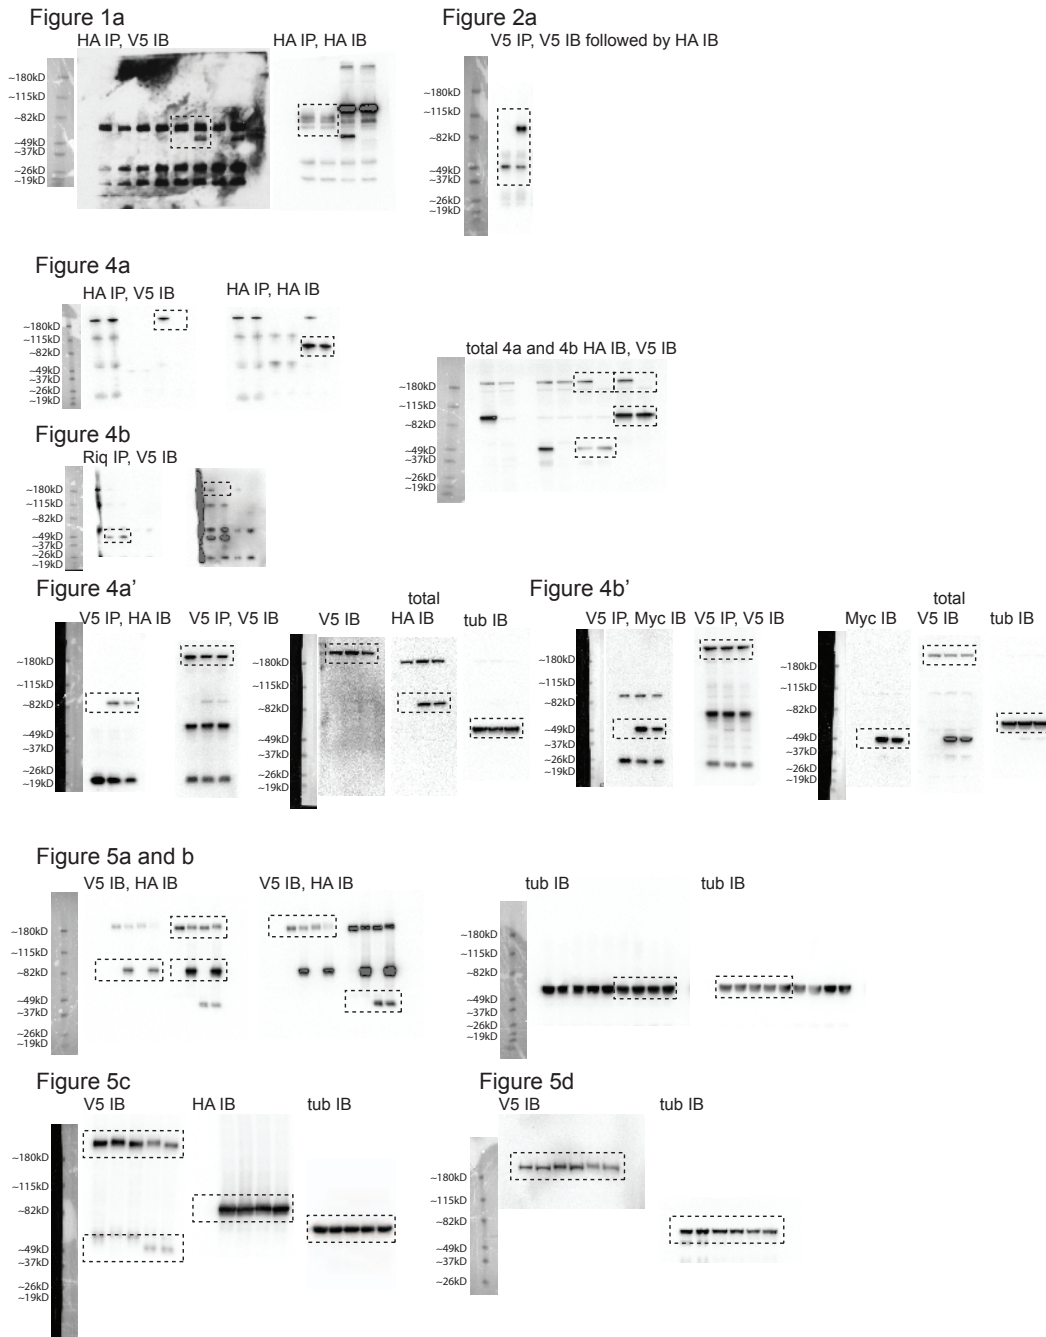 Figure 1a
HA IP, V5 IB
HA IP, HA IB
~180kD
~115kD
~82kD
~49kD
~37kD
~26kD
~19kD
Figure 2a
V5 IP, V5 IB followed by HA IB
~180kD
~115kD
~82kD
~49kD
~37kD
~26kD
~19kD
Figure 4a
HA IP, V5 IB
HA IP, HA IB
~180kD
~115kD
~82kD
~49kD
~37kD
~26kD
~19kD
total 4a and 4b HA IB, V5 IB
~180kD
~115kD
~82kD
~49kD
~37kD
~26kD
~19kD
Figure 4b
Riq IP, V5 IB
~180kD
~115kD
~82kD
~49kD
~37kD
~26kD
~19kD
Figure 4a’
V5 IP, HA IB
V5 IP, V5 IB
~180kD
~115kD
~82kD
~49kD
~37kD
~26kD
~19kD
total
V5 IB
HA IB
tub IB
~180kD
~115kD
~82kD
~49kD
~37kD
~26kD
~19kD
Figure 4b’
V5 IP, Myc IB
V5 IP, V5 IB
~180kD
~115kD
~82kD
~49kD
~37kD
~26kD
~19kD
total
Myc IB
V5 IB
tub IB
~180kD
~115kD
~82kD
~49kD
~37kD
~26kD
~19kD
Figure 5a and b
V5 IB, HA IB
V5 IB, HA IB
~180kD
~115kD
~82kD
~49kD
~37kD
~26kD
~19kD
tub IB
tub IB
~180kD
~115kD
~82kD
~49kD
~37kD
~26kD
~19kD
Figure 5c
V5 IB
HA IB
tub IB
~180kD
~115kD
~82kD
~49kD
~37kD
~26kD
~19kD
Figure 5d
V5 IB
tub IB
~180kD
~115kD
~82kD
~49kD
~37kD
~26kD